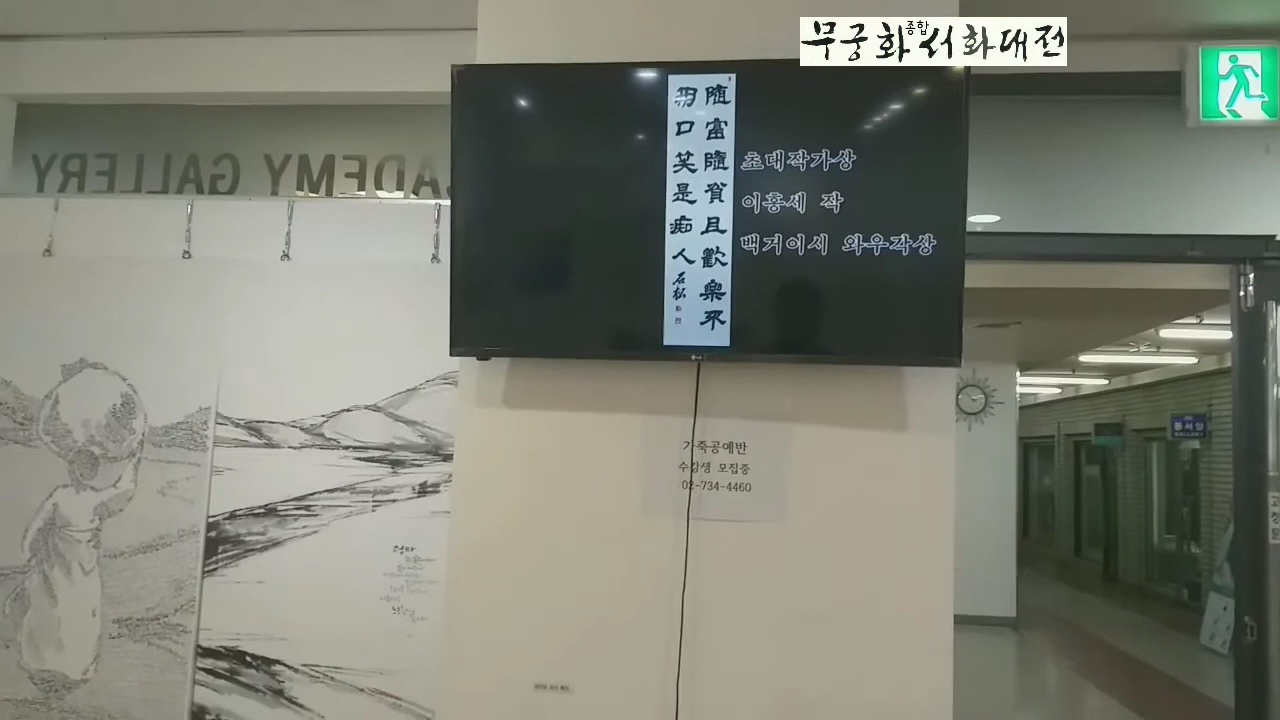 무궁화 종합 서화대전
ADEMY GALLERY
隨富隨貧且歡樂不
開口笑是痴人 石松
초대작가상
이홍세 작
백거이시 와우각상
가죽공예반
수강생 모집중
02-734-4460
엄마